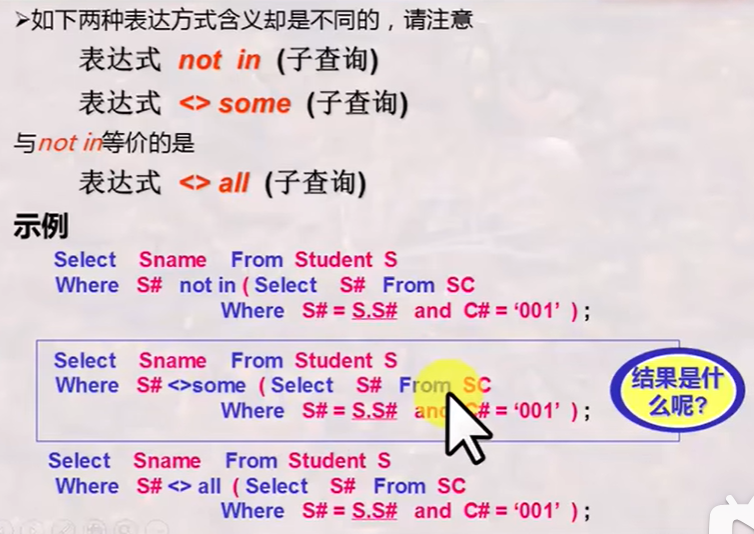 ➢如下两种表达方式含义却是不同的，请注意
表达式 not in (子查询)
表达式 <> some (子查询)
与not in等价的是
表达式 <> all (子查询)
示例
Select Sname From Student S
Where S# not in ( Select S# From SC
Where S# = S.S# and C# = ‘001’ ) ;
Select Sname From Student S
Where S# <>some ( Select S# From SC
Where S# = S.S# and C# = ‘001’ ) ;
结果是什
么呢?
Select Sname From Student S
Where S# <> all ( Select S# From SC
Where S# = S.S# and C# = ‘001’ ) ;